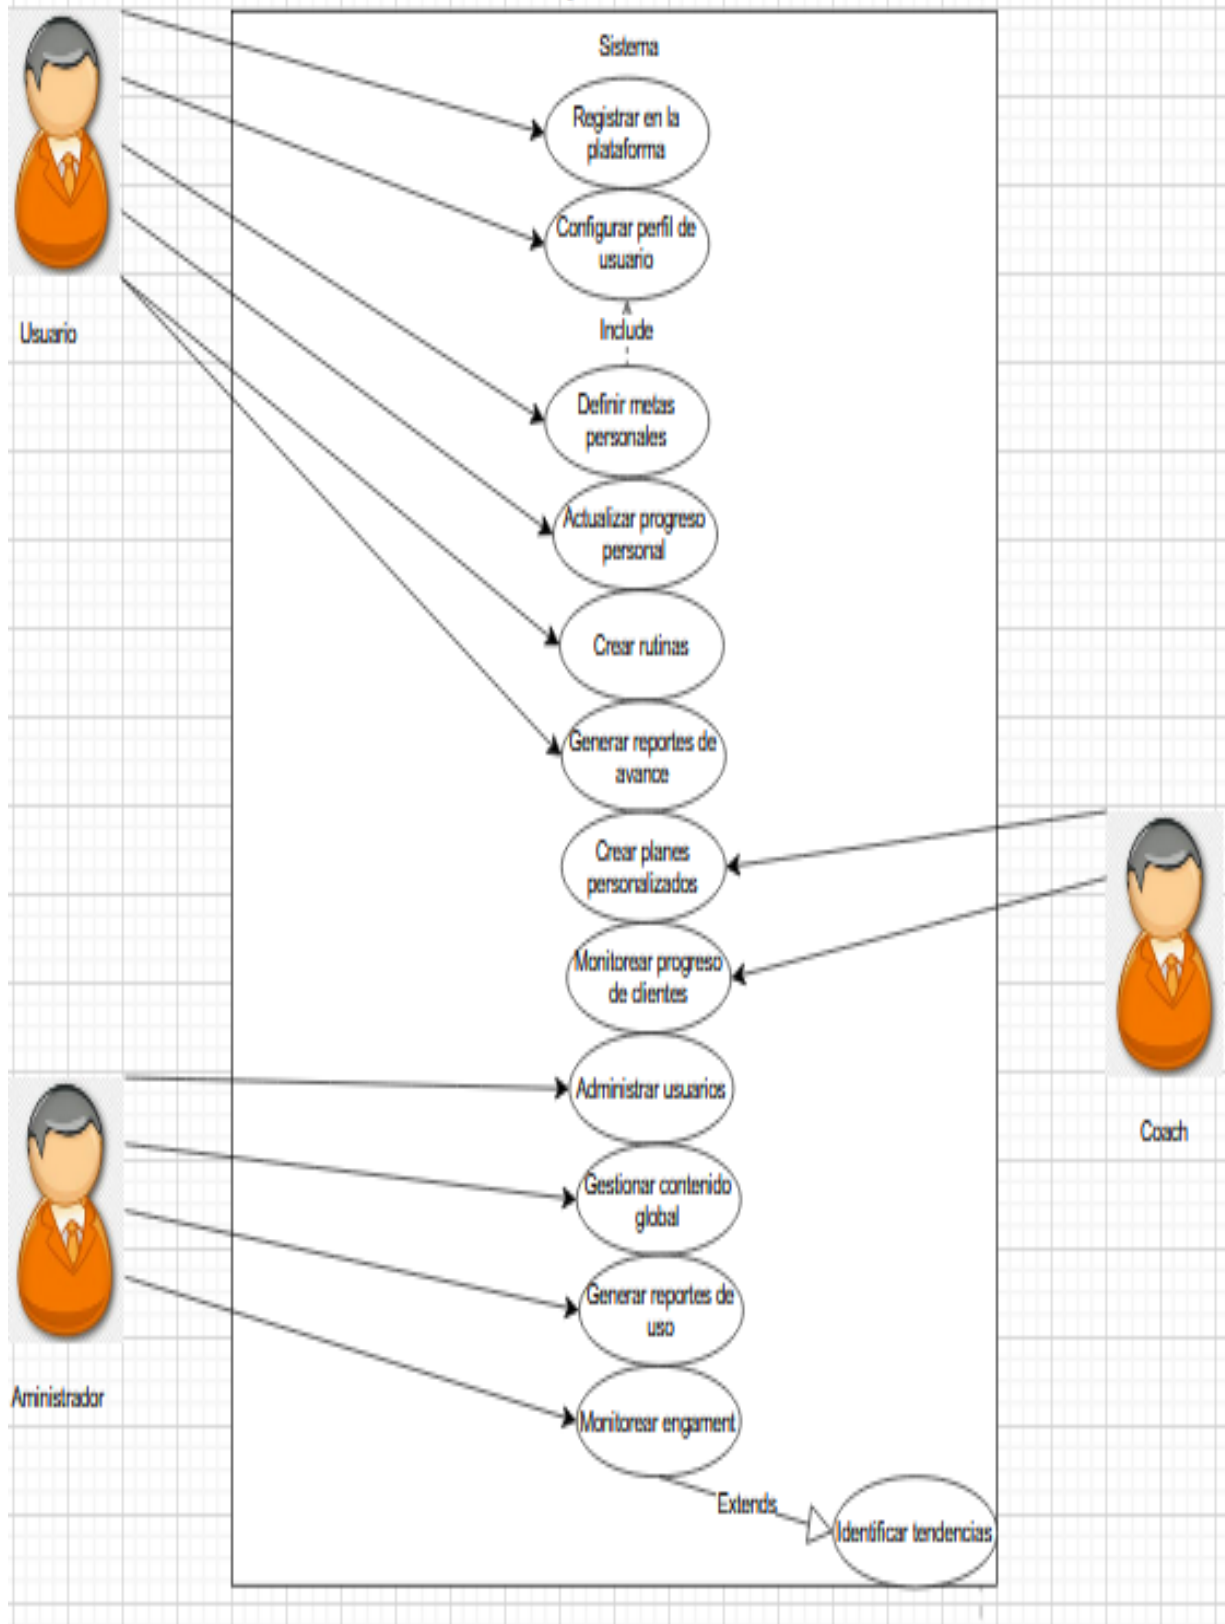 Sistema
Registrar en la
plataforma
Configurar perfil de
usuario
Include
Usuario
Definir metas
personales
Actualizar progreso
personal
Crear rutinas
Generar reportes de
avance
Crear planes
personalizados
Monitorear progreso
de clientes
Administrar usuarios
Coach
Gestionar contenido
global
Generar reportes de
uso
Aministrador
Monitorear engament
Extends
Identificar tendencias